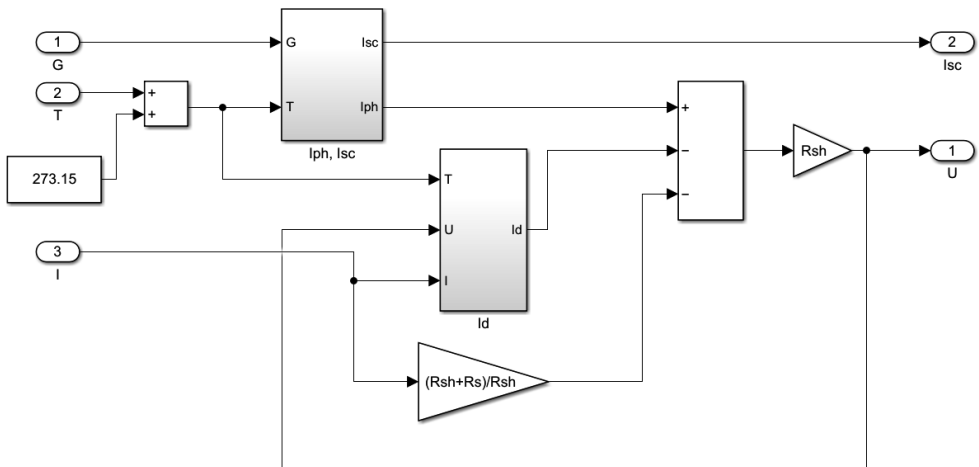 1
G
2
T
+
+
273.15
G
Isc
T
Iph
Iph, Isc
2
Isc
+
−
−
Rsh
1
U
3
I
T
U
Id
I
Id
(Rsh+Rs)/Rsh